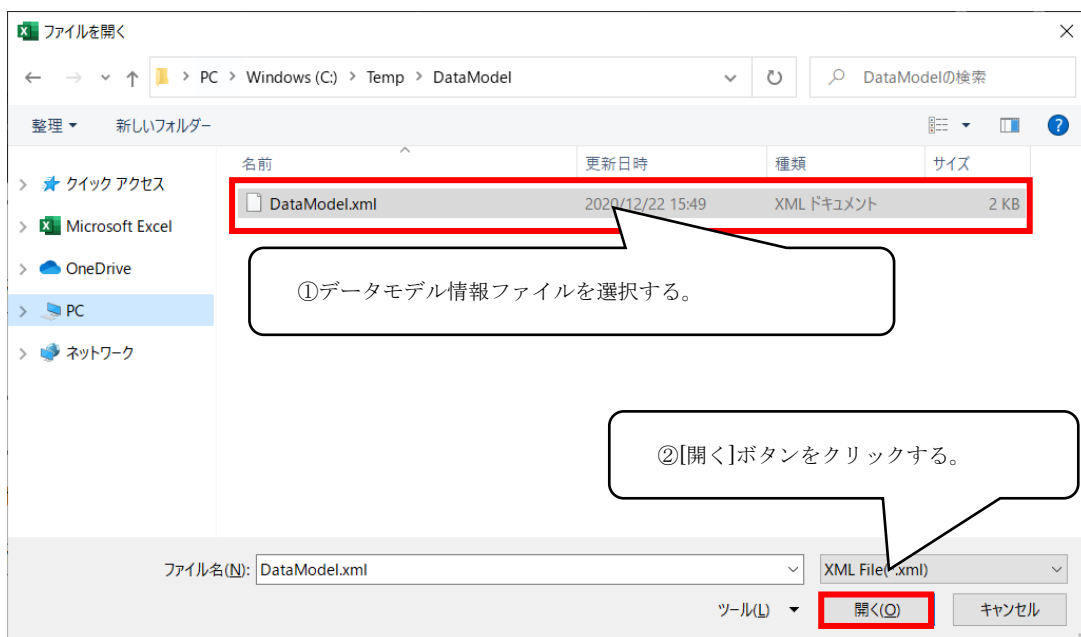 ファイルを開く
PC > Windows (C:) > Temp > DataModel
DataModelの検索
整理
新しいフォルダー
名前 更新日時 種類 サイズ
クイック アクセス
DataModel.xml 2020/12/22 15:49 XML ドキュメント 2 KB
Microsoft Excel
OneDrive
①データモデル情報ファイルを選択する。
PC
ネットワーク
②[開く]ボタンをクリックする。
ファイル名(N): DataModel.xml
XML File(*.xml)
ツール(L)
開く(O)
キャンセル